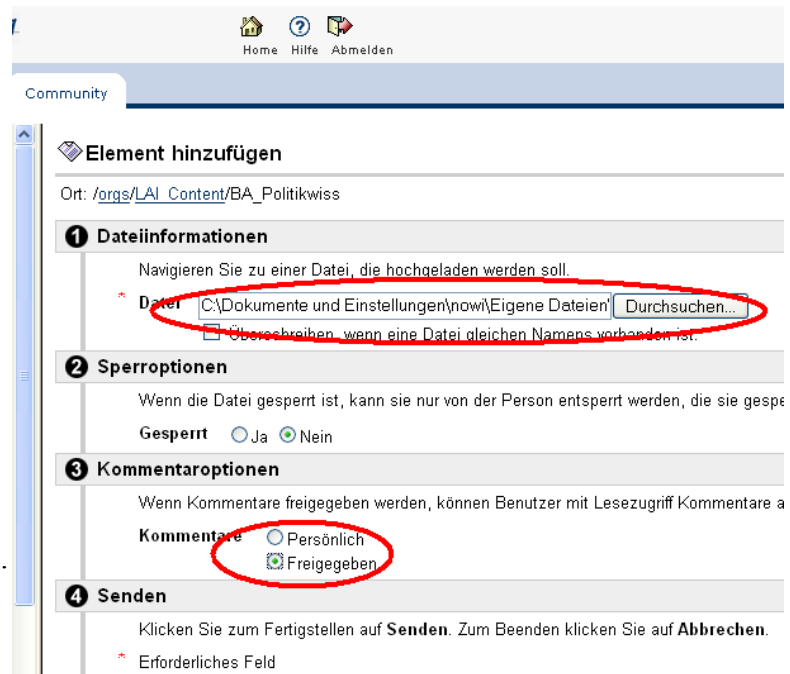 Home Hilfe Abmelden
Community
Element hinzufügen
Ort: /orgs/LAI_Content/BA_Politikwiss
1 Dateiinformationen
Navigieren Sie zu einer Datei, die hochgeladen werden soll.
* Datei C:\Dokumente und Einstellungen\nowi\Eigene Dateien\ Durchsuchen...
Überschreiben, wenn eine Datei gleichen Namens vorhanden ist.
2 Sperroptionen
Wenn die Datei gesperrt ist, kann sie nur von der Person entsperrt werden, die sie gespe
Gesperrt Ja Nein
3 Kommentaroptionen
Wenn Kommentare freigegeben werden, können Benutzer mit Lesezugriff Kommentare a
Kommentare Persönlich
Freigegeben
4 Senden
Klicken Sie zum Fertigstellen auf Senden. Zum Beenden klicken Sie auf Abbrechen.
* Erforderliches Feld